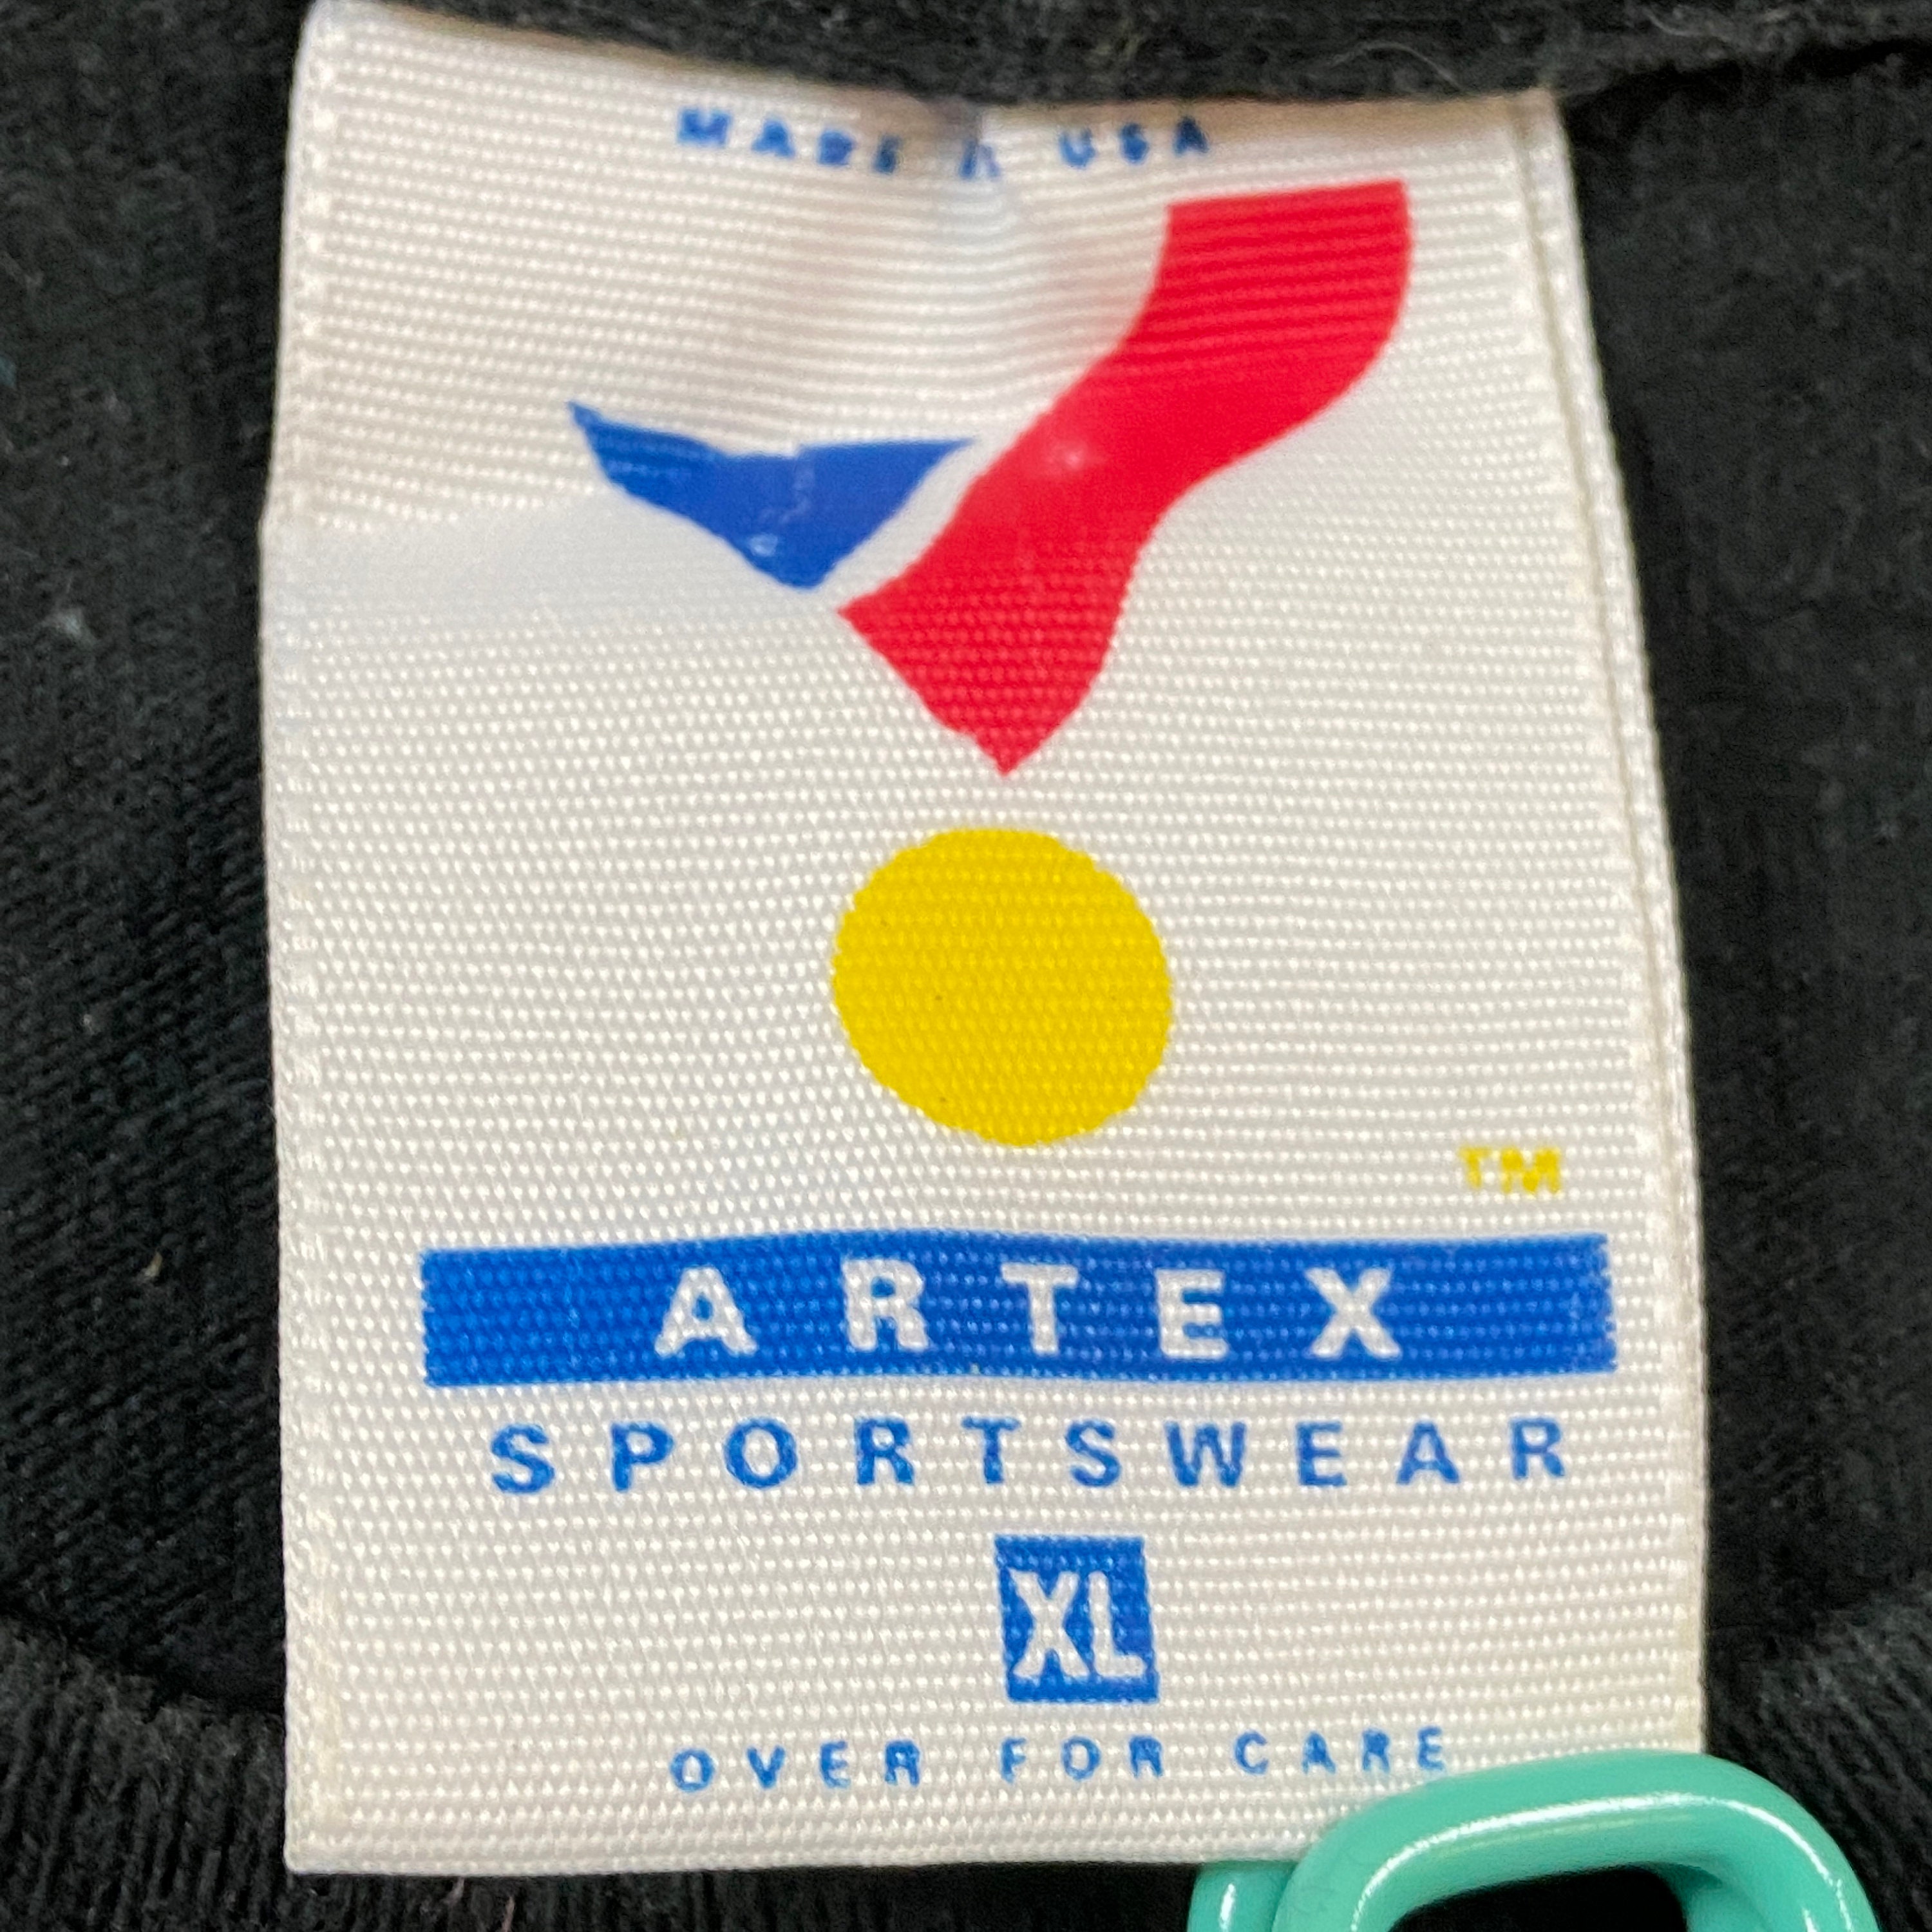 MADE IN USA
TM
ARTEX
SPORTSWEAR
XL
OVER FOR CARE